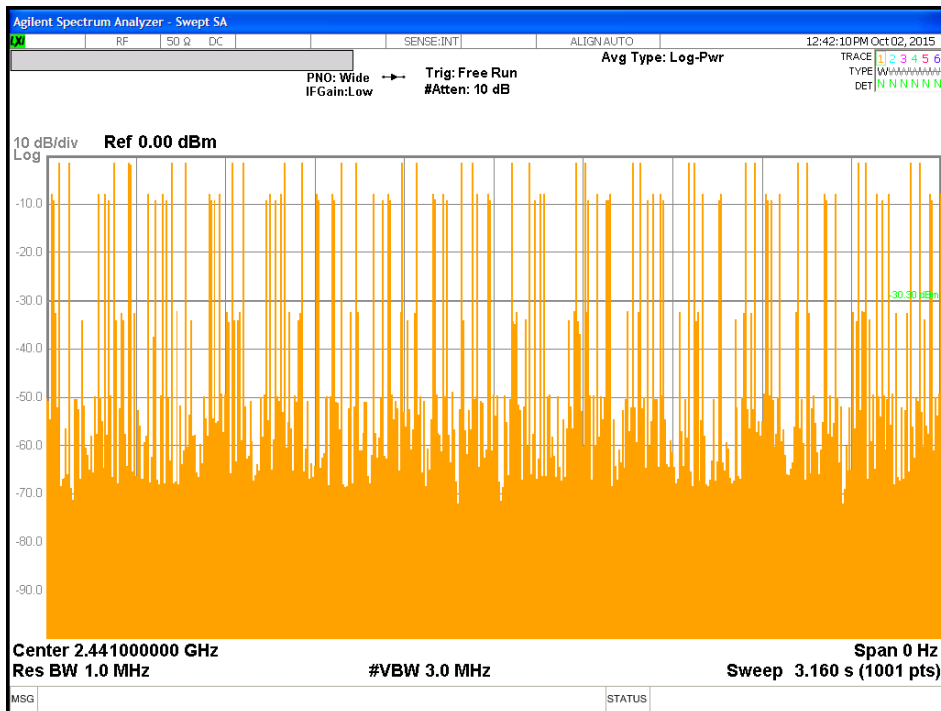 Agilent Spectrum Analyzer - Swept SA
LXI RF 50 Ω DC SENSE:INT ALIGN AUTO 12:42:10 PM Oct 02, 2015
Avg Type: Log-Pwr
TRACE 1 2 3 4 5 6
PNO: Wide Trig: Free Run
TYPE
IFGain:Low #Atten: 10 dB
DET N N N N N N
10 dB/div Ref 0.00 dBm
Log
-10.0
-20.0
-30.0
-30.30 dBm
-40.0
-50.0
-60.0
-70.0
-80.0
-90.0
Center 2.441000000 GHz Span 0 Hz
Res BW 1.0 MHz #VBW 3.0 MHz Sweep 3.160 s (1001 pts)
MSG STATUS